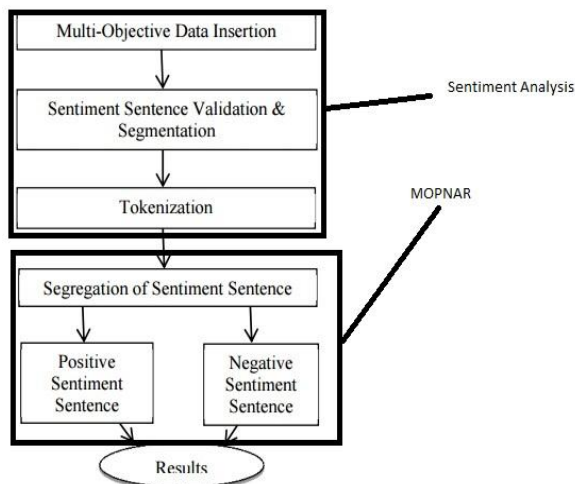 Multi-Objective Data Insertion
Sentiment Sentence Validation &
Segmentation
Sentiment Analysis
Tokenization
MOPNAR
Segregation of Sentiment Sentence
Positive
Sentiment
Sentence
Negative
Sentiment
Sentence
Results